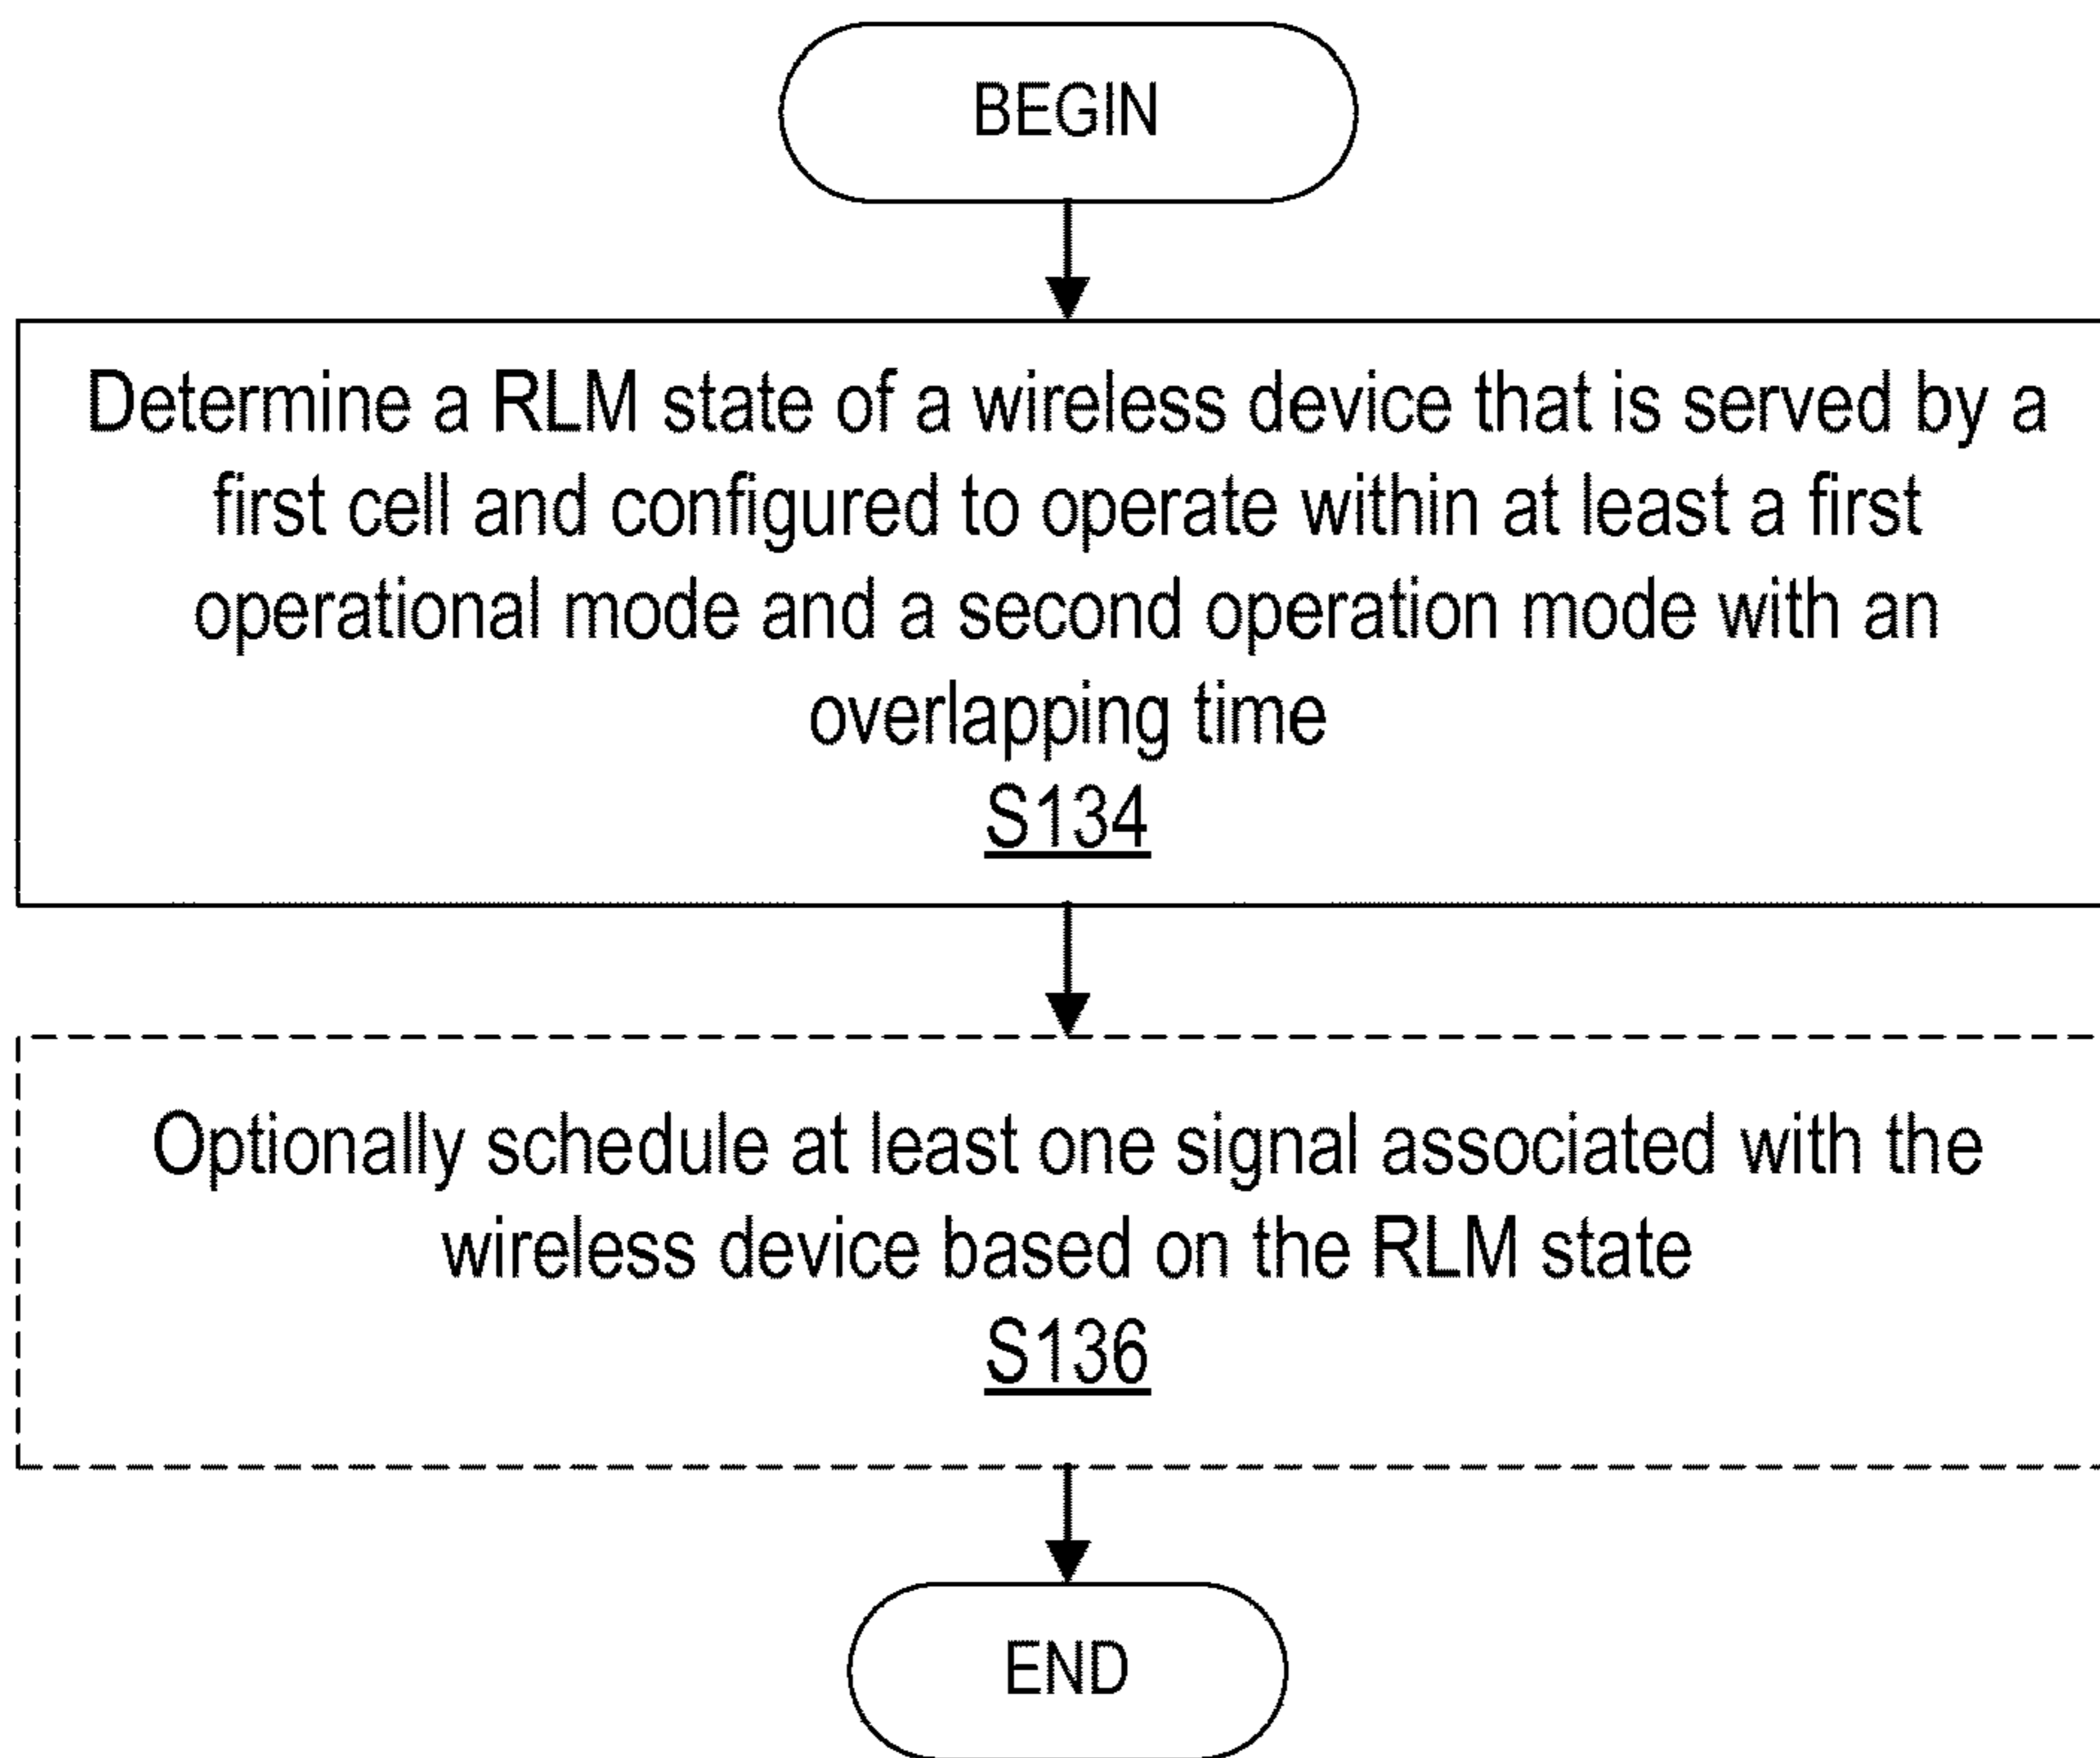 BEGIN
Determine a RLM state of a wireless device that is served by a
first cell and configured to operate within at least a first
operational mode and a second operation mode with an
overlapping time
S134
Optionally schedule at least one signal associated with the
wireless device based on the RLM state
S136
END